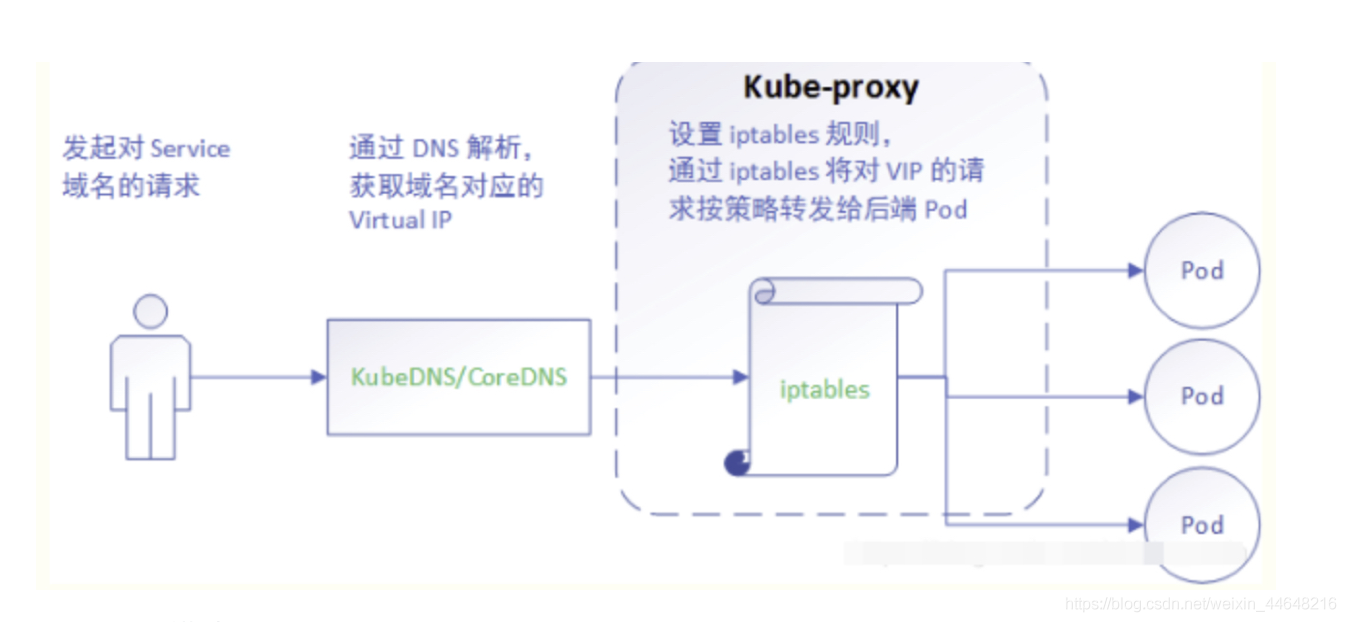 Kube-proxy
发起对 Service
域名的请求
通过 DNS 解析，
获取域名对应的
Virtual IP
设置 iptables 规则，
通过 iptables 将对 VIP 的请
求按策略转发给后端 Pod
KubeDNS/CoreDNS
iptables
Pod
Pod
Pod
https://blog.csdn.net/weixin_44648216